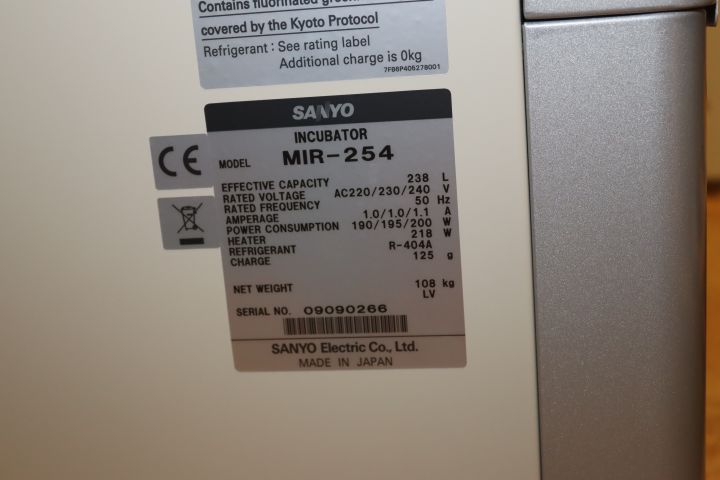 Contains fluorinated green
covered by the Kyoto Protocol
Refrigerant : See rating label
Additional charge is 0kg
7FB6P406278001
SANYO
INCUBATOR
MODEL MIR-254
EFFECTIVE CAPACITY 238 L
RATED VOLTAGE AC220/230/240 V
RATED FREQUENCY 50 Hz
AMPERAGE 1.0/1.0/1.1 A
POWER CONSUMPTION 190/195/200 W
HEATER 218 W
REFRIGERANT R-404A
CHARGE 125 g
NET WEIGHT 108 kg
LV
SERIAL NO. 09090266
SANYO Electric Co., Ltd.
MADE IN JAPAN
CE